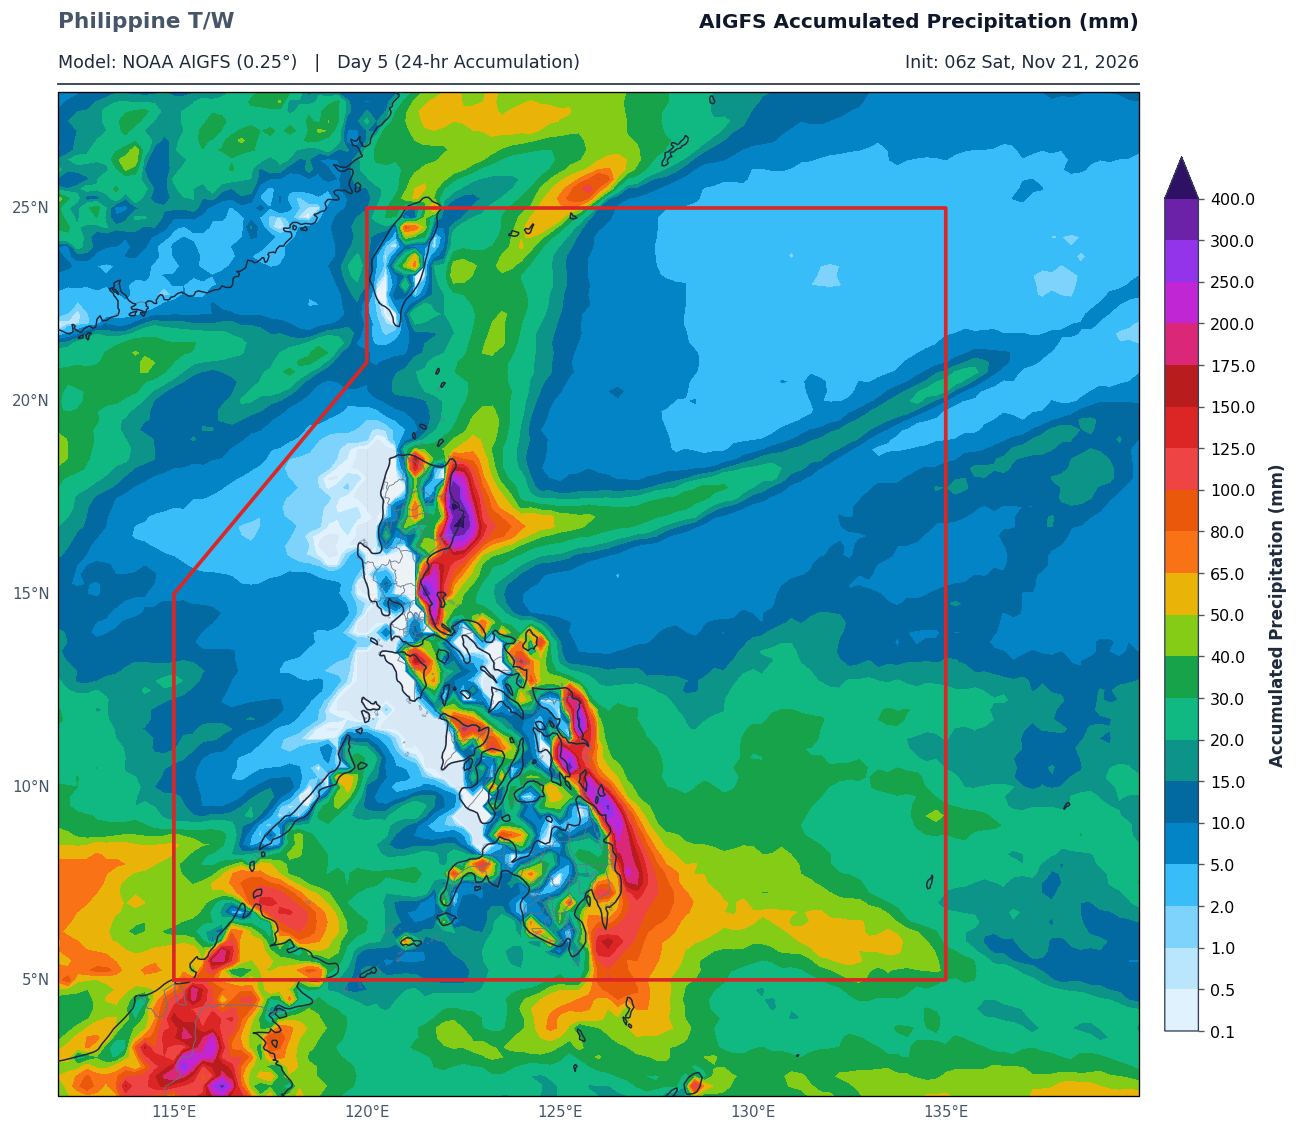 Philippine T/W
AIGFS Accumulated Precipitation (mm)
Model: NOAA AIGFS (0.25°)   |   Day 5 (24-hr Accumulation)
Init: 06z Sat, Nov 21, 2026
25°N
20°N
15°N
10°N
5°N
115°E
120°E
125°E
130°E
135°E
400.0
300.0
250.0
200.0
175.0
150.0
125.0
100.0
80.0
65.0
50.0
40.0
30.0
20.0
15.0
10.0
5.0
2.0
1.0
0.5
0.1
Accumulated Precipitation (mm)